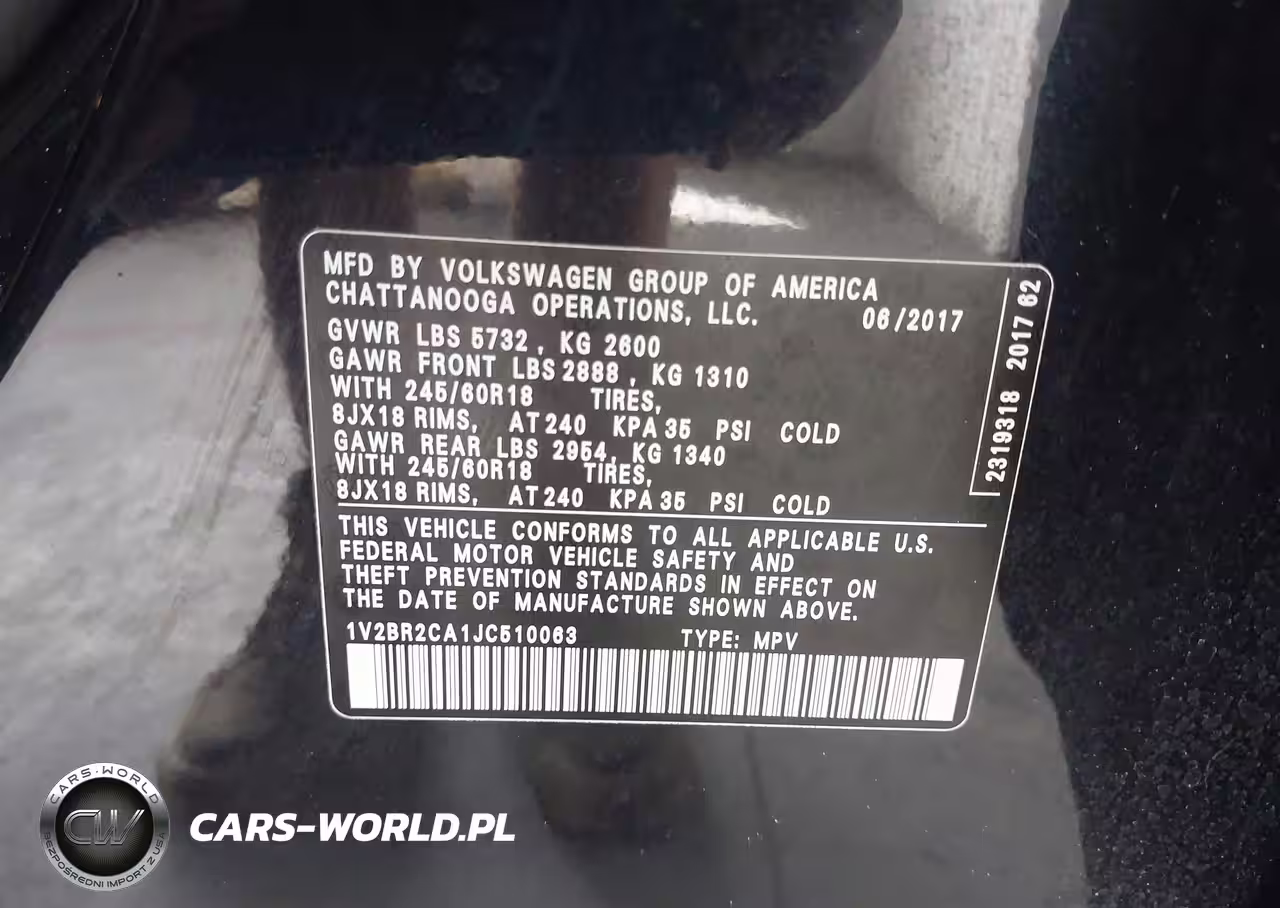 MFD BY VOLKSWAGEN GROUP OF AMERICA
CHATTANOOGA OPERATIONS, LLC. 06/2017
GVWR LBS 5732, KG 2600
GAWR FRONT LBS 2888, KG 1310
WITH 245/60R18 TIRES,
8JX18 RIMS, AT 240 KPA 35 PSI COLD
GAWR REAR LBS 2954, KG 1340
WITH 245/60R18 TIRES,
8JX18 RIMS, AT 240 KPA 35 PSI COLD
2319318 2017 62
THIS VEHICLE CONFORMS TO ALL APPLICABLE U.S.
FEDERAL MOTOR VEHICLE SAFETY AND
THEFT PREVENTION STANDARDS IN EFFECT ON
THE DATE OF MANUFACTURE SHOWN ABOVE.
1V2BR2CA1JC510063 TYPE: MPV
CARS-WORLD
CW
BEZPOŚREDNI IMPORT Z USA
CARS-WORLD.PL